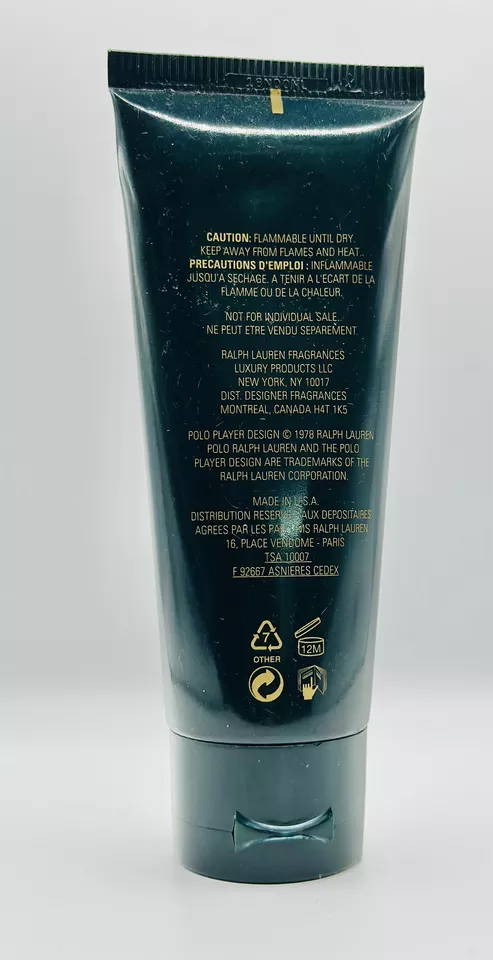 CAUTION: FLAMMABLE UNTIL DRY.
KEEP AWAY FROM FLAMES AND HEAT.
PRECAUTIONS D'EMPLOI : INFLAMMABLE
JUSQU'A SECHAGE. A TENIR A L'ECART DE LA
FLAMME OU DE LA CHALEUR.
NOT FOR INDIVIDUAL SALE.
NE PEUT ETRE VENDU SEPAREMENT.
RALPH LAUREN FRAGRANCES
LUXURY PRODUCTS LLC
NEW YORK, NY 10017
DIST. DESIGNER FRAGRANCES
MONTREAL, CANADA H4T 1K5
POLO PLAYER DESIGN © 1978 RALPH LAUREN
POLO RALPH LAUREN AND THE POLO
PLAYER DESIGN ARE TRADEMARKS OF THE
RALPH LAUREN CORPORATION.
MADE IN U.S.A.
DISTRIBUTION RESERVEE AUX DEPOSITAIRES
AGREES PAR LES PARFUMS RALPH LAUREN
16, PLACE VENDOME - PARIS
TSA 10007
F 92667 ASNIERES CEDEX
7
12M
OTHER